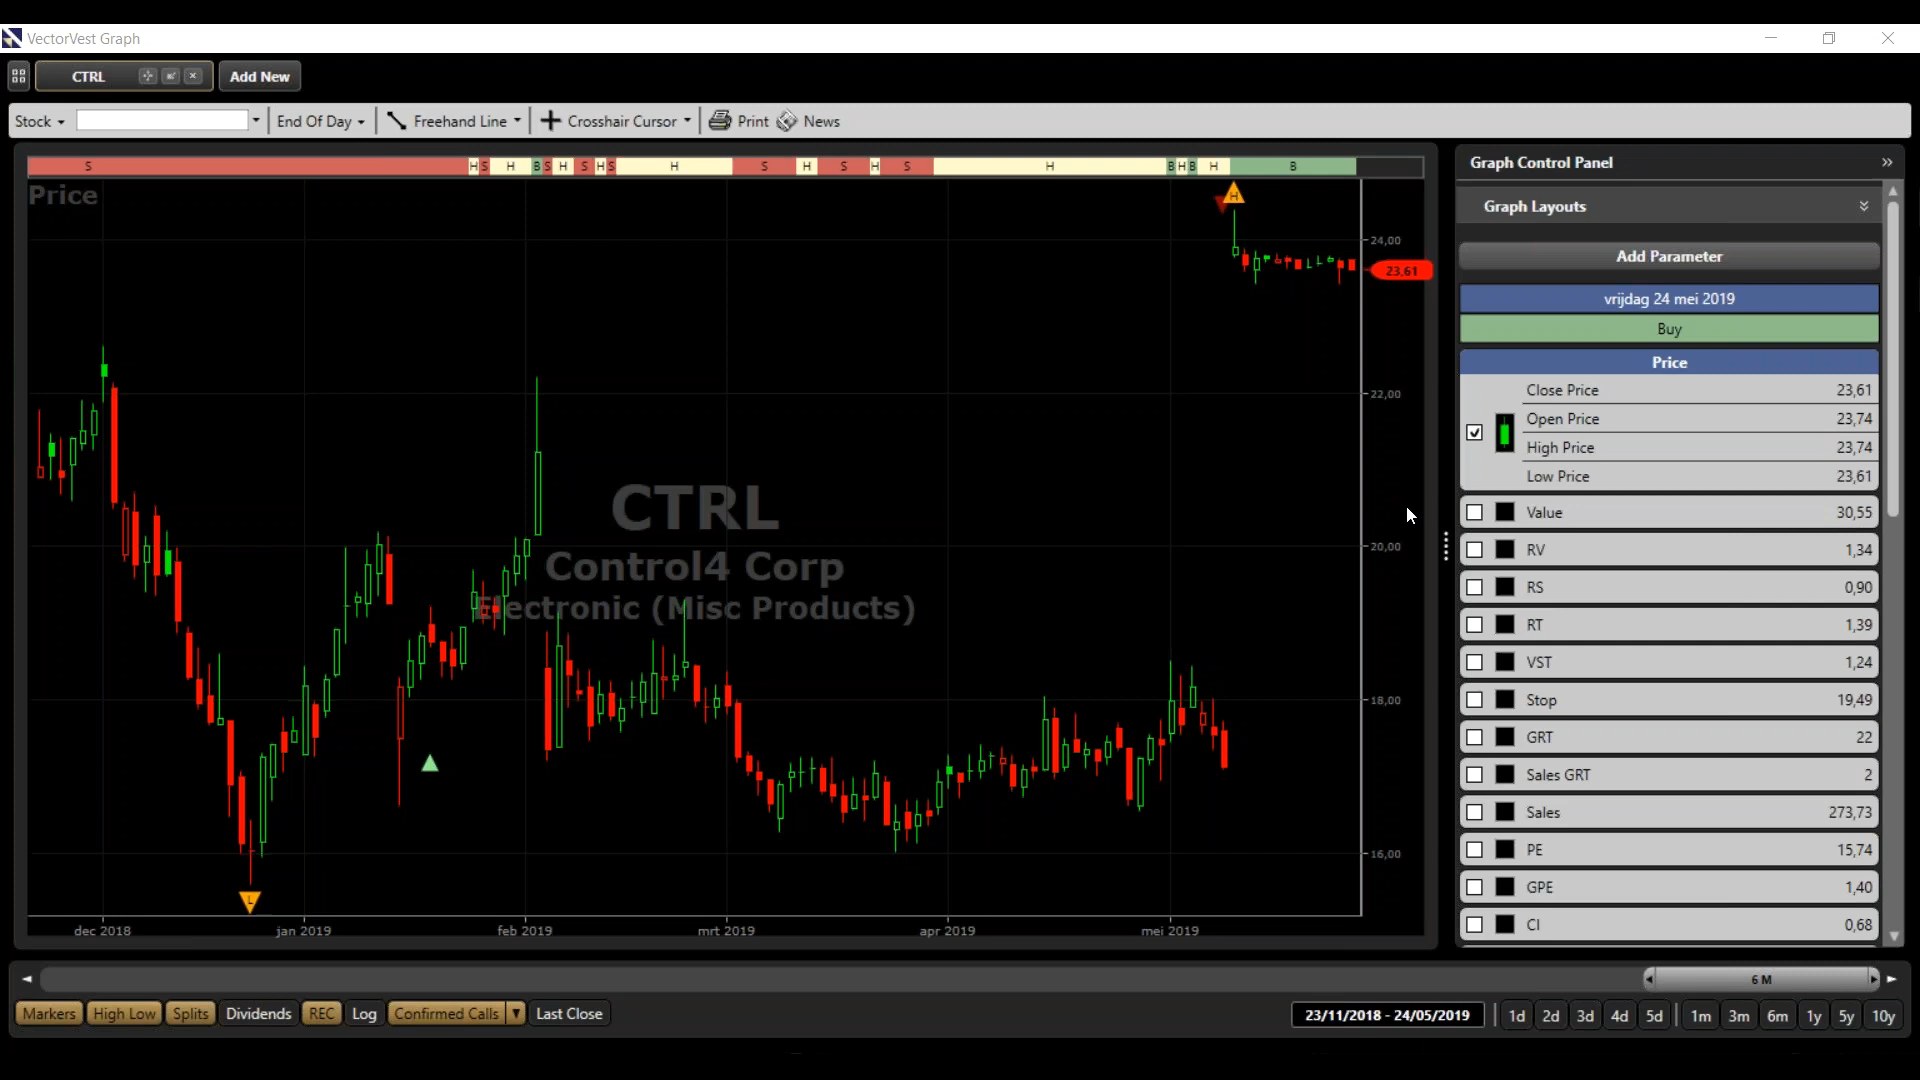 VectorVest Graph
CTRL Add New
Stock End Of Day Freehand Line Crosshair Cursor Print News
S H S H B S H S H S H S H S H S H B H B H B
Price
H
24,00
23,61
22,00
20,00
18,00
16,00
CTRL
Control4 Corp
Electronic (Misc Products)
L
dec 2018 jan 2019 feb 2019 mrt 2019 apr 2019 mei 2019
Graph Control Panel
Graph Layouts
Add Parameter
vrijdag 24 mei 2019
Buy
Price
Close Price 23,61
Open Price 23,74
High Price 23,74
Low Price 23,61
Value 30,55
RV 1,34
RS 0,90
RT 1,39
VST 1,24
Stop 19,49
GRT 22
Sales GRT 2
Sales 273,73
PE 15,74
GPE 1,40
CI 0,68
6 M
Markers High Low Splits Dividends REC Log Confirmed Calls Last Close 23/11/2018 - 24/05/2019 1d 2d 3d 4d 5d 1m 3m 6m 1y 5y 10y